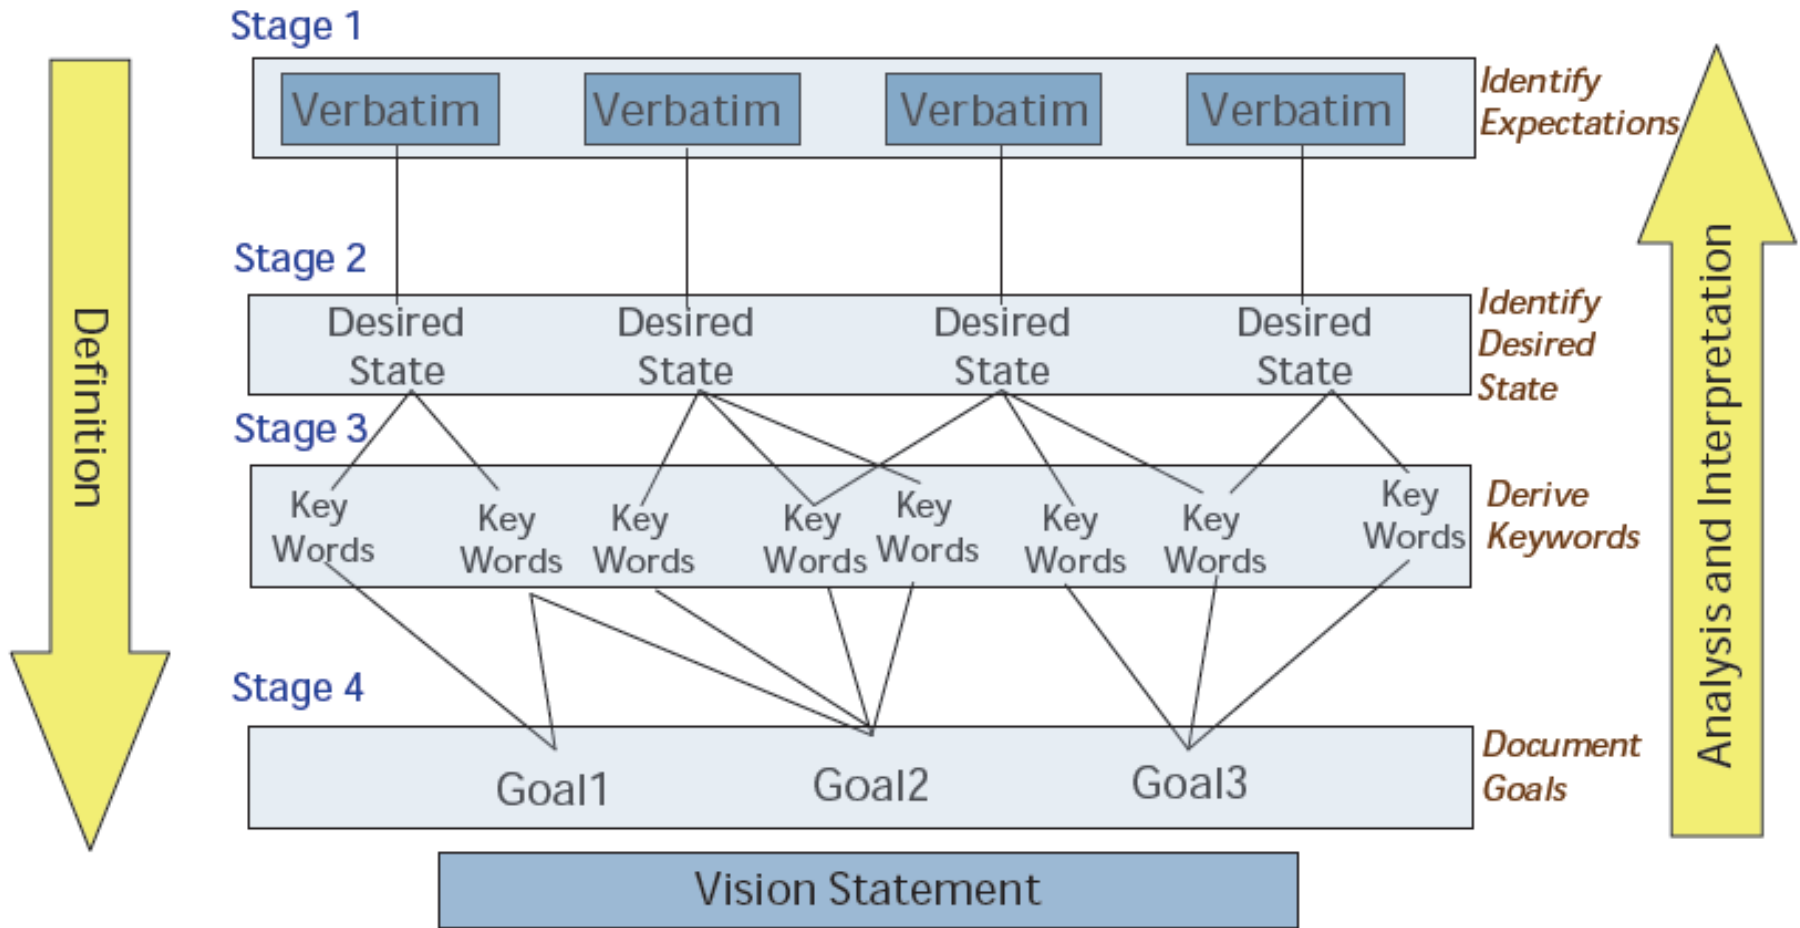 Stage 1
Verbatim
Verbatim
Verbatim
Verbatim
Identify
Expectations
Stage 2
Desired
State
Desired
State
Desired
State
Desired
State
Identify
Desired
State
Stage 3
Key
Words
Key
Words
Key
Words
Key
Words
Key
Words
Key
Words
Key
Words
Key
Words
Derive
Keywords
Stage 4
Goal1
Goal2
Goal3
Document
Goals
Vision Statement
Definition
Analysis and Interpretation